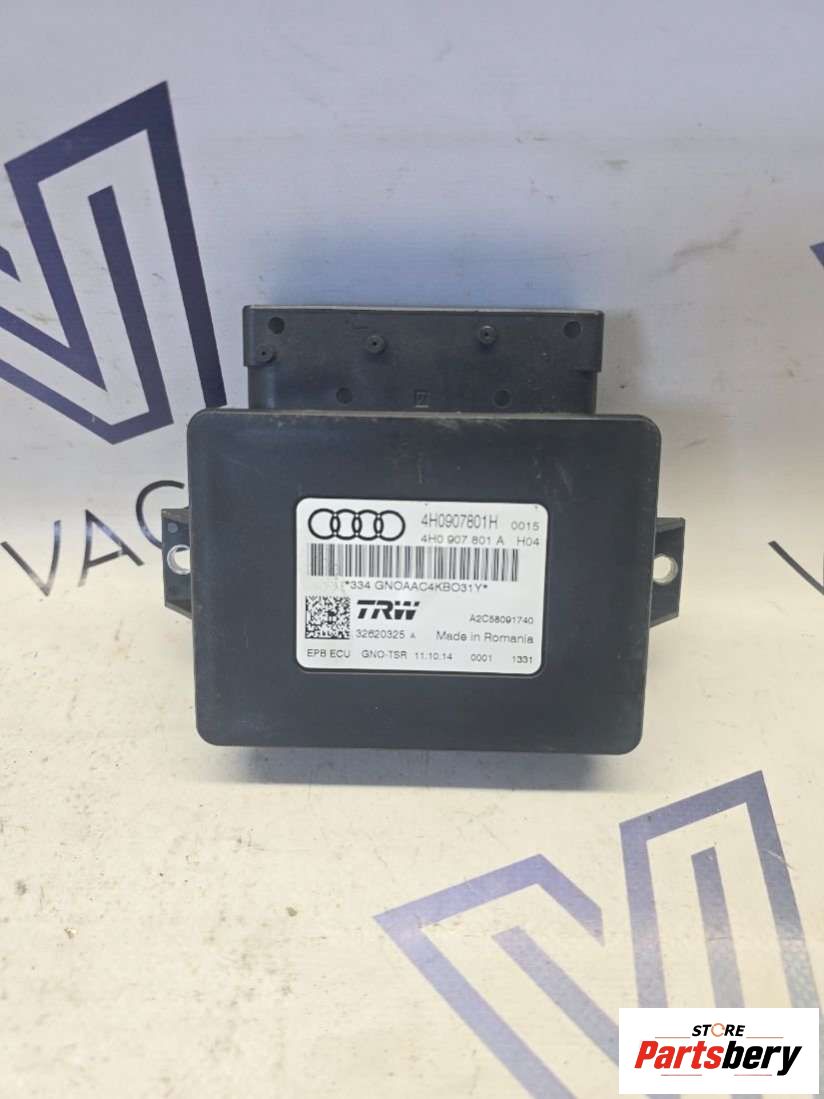 4H0907801H 0015
4H0 907 801 A H04
*334 GNOAAC4KBO31Y*
TRW A2C58091740
32620325 A Made in Romania
EPB ECU GNO-TSR 11.10.14 0001 1331
VAG
V
STORE
Partsbery